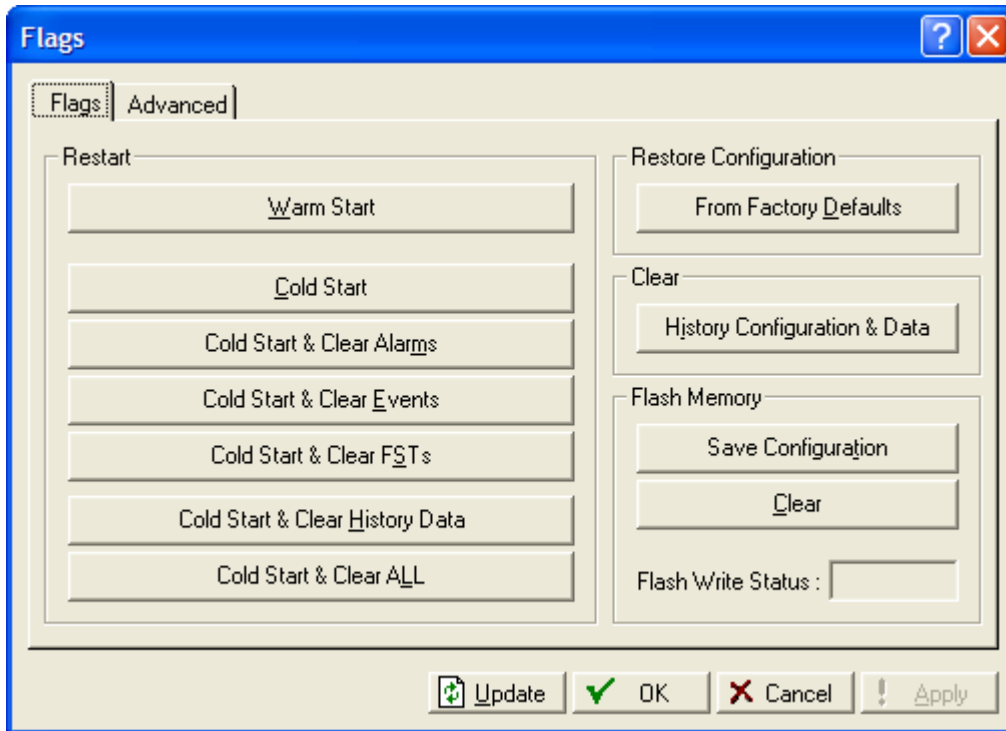 Flags
Flags
Advanced
Restart
Warm Start
Cold Start
Cold Start & Clear Alarms
Cold Start & Clear Events
Cold Start & Clear FSTs
Cold Start & Clear History Data
Cold Start & Clear ALL
Restore Configuration
From Factory Defaults
Clear
History Configuration & Data
Flash Memory
Save Configuration
Clear
Flash Write Status :
Update
OK
Cancel
Apply